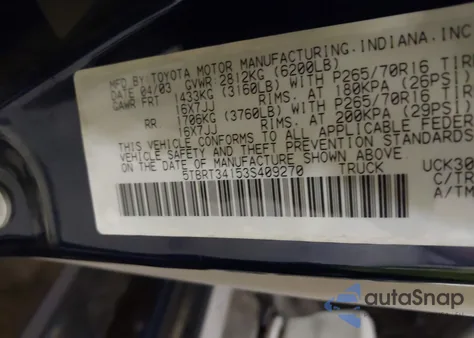 MFD BY: TOYOTA MOTOR MANUFACTURING, INDIANA, INC
DATE 04/03 GVWR 2812KG (6200LB)
GAWR FRT 1433KG (3160LB) WITH P265/70R16 TIR
16X7JJ RIMS, AT 180KPA (26PSI)
RR 1706KG (3760LB) WITH P265/70R16 TIR
16X7JJ RIMS, AT 200KPA (29PSI)
THIS VEHICLE CONFORMS TO ALL APPLICABLE FEDER
VEHICLE SAFETY AND THEFT PREVENTION STANDARDS
ON THE DATE OF MANUFACTURE SHOWN ABOVE.
5TBRT34153S409270 TRUCK
UCK30
C/TR
A/TM
autoSnap